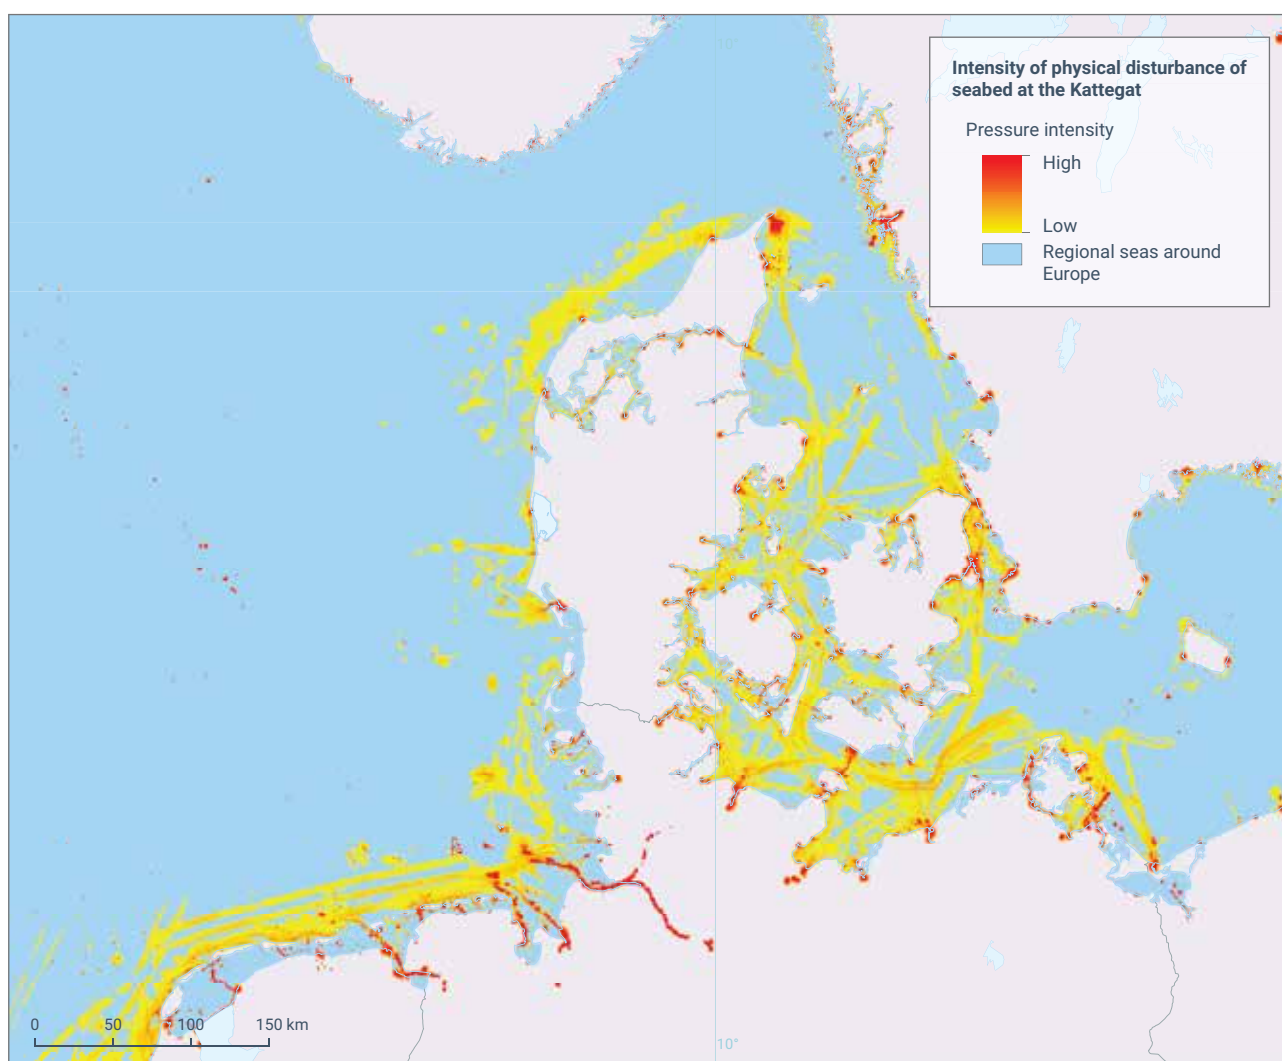 10°
Intensity of physical disturbance of
seabed at the Kattegat
Pressure intensity
High
Low
Regional seas around
Europe
0 50 100 150 km
10°